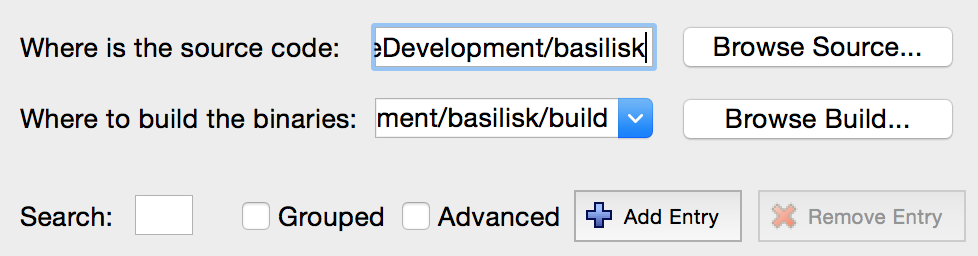 Where is the source code: eDevelopment/basilisk Browse Source...
Where to build the binaries: ment/basilisk/build Browse Build...
Search: Grouped Advanced Add Entry Remove Entry